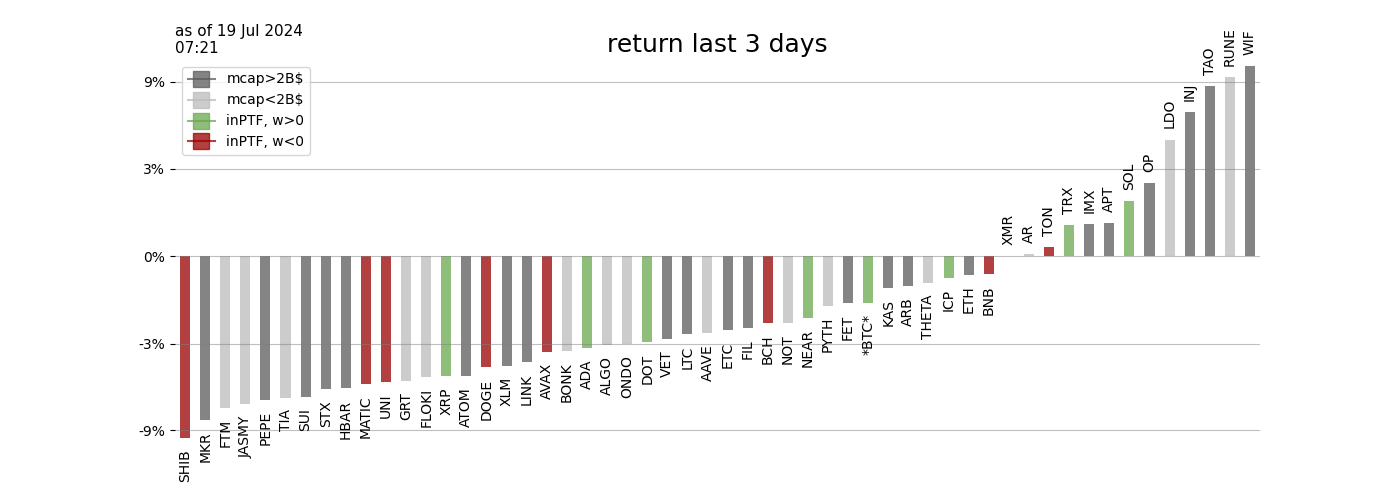 as of 19 Jul 2024
07:21
return last 3 days
mcap>2B$
mcap<2B$
inPTF, w>0
inPTF, w<0
9%
3%
0%
-3%
-9%
SHIB
MKR
FTM
JASMY
PEPE
TIA
SUI
STX
HBAR
MATIC
UNI
GRT
FLOKI
XRP
ATOM
DOGE
XLM
LINK
AVAX
BONK
ADA
ALGO
ONDO
DOT
VET
LTC
AAVE
ETC
FIL
BCH
NOT
NEAR
PYTH
FET
*BTC*
KAS
ARB
THETA
ICP
ETH
BNB
XMR
AR
TON
TRX
IMX
APT
SOL
OP
LDO
INJ
TAO
RUNE
WIF